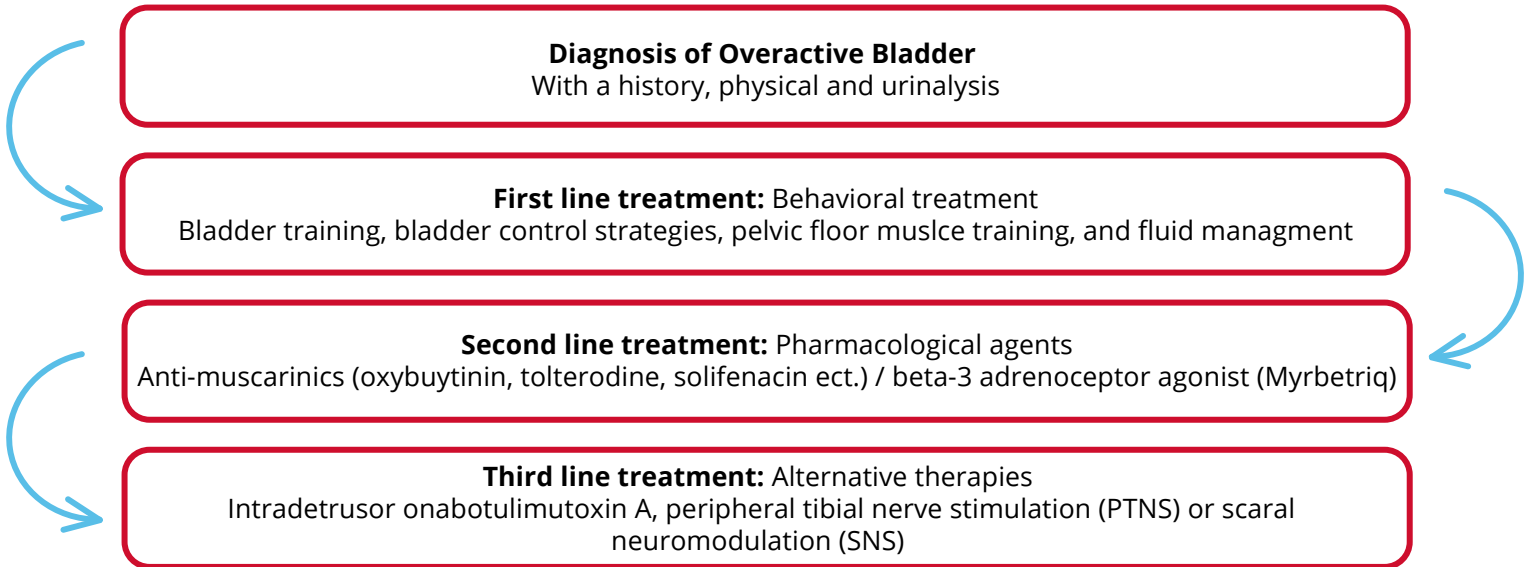 Diagnosis of Overactive Bladder
With a history, physical and urinalysis
First line treatment: Behavioral treatment
Bladder training, bladder control strategies, pelvic floor muslce training, and fluid managment
Second line treatment: Pharmacological agents
Anti-muscarinics (oxybuytinin, tolterodine, solifenacin ect.) / beta-3 adrenoceptor agonist (Myrbetriq)
Third line treatment: Alternative therapies
Intradetrusor onabotulimutoxin A, peripheral tibial nerve stimulation (PTNS) or scaral
neuromodulation (SNS)